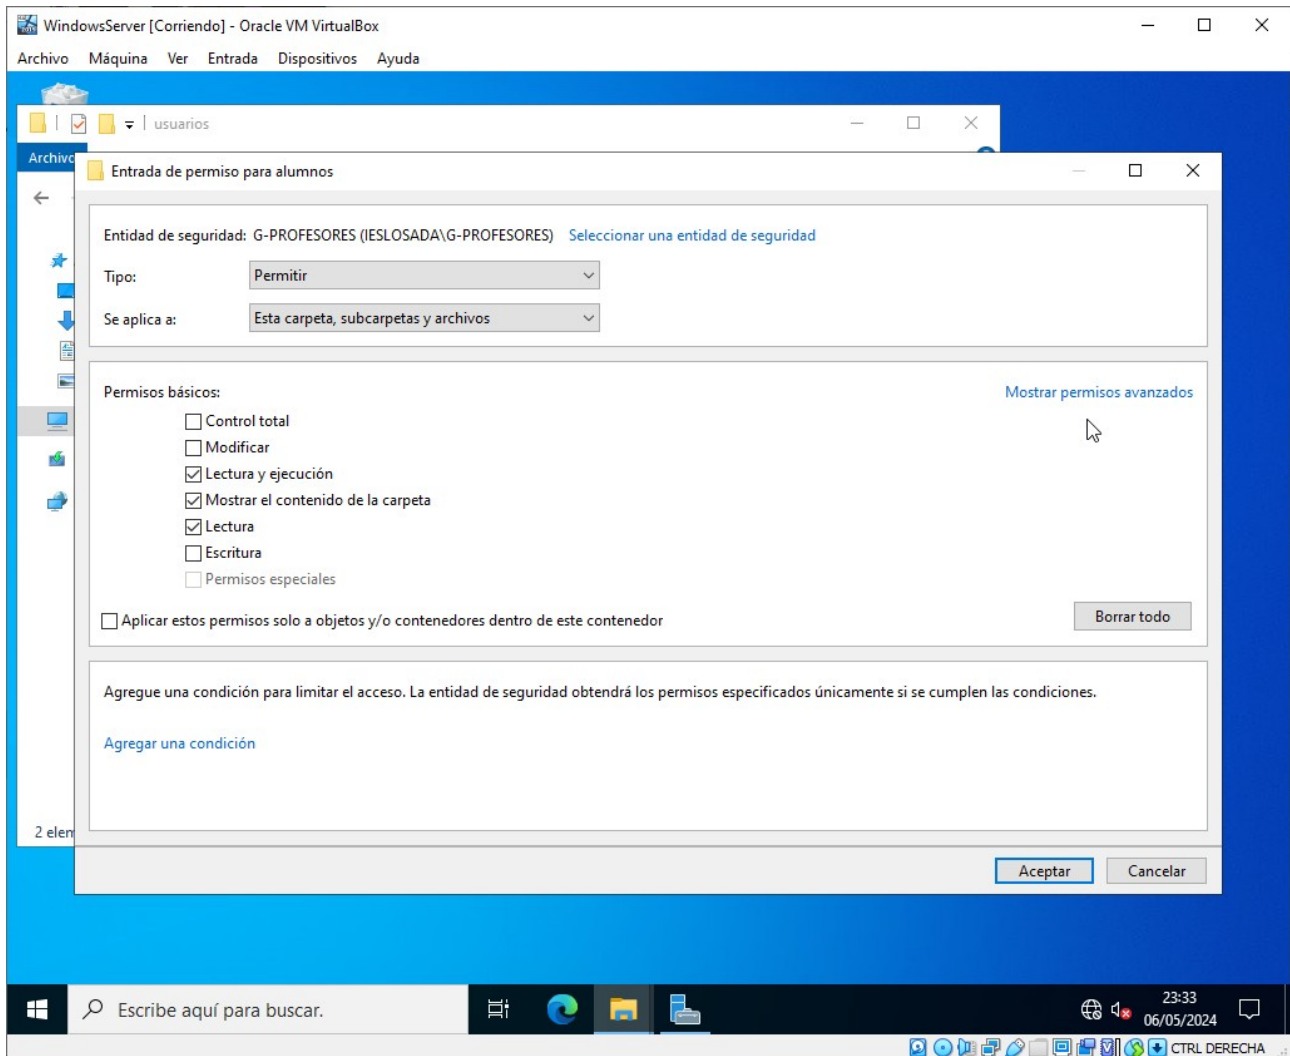 WindowsServer [Corriendo] - Oracle VM VirtualBox
Archivo Máquina Ver Entrada Dispositivos Ayuda
usuarios
Archivo
Entrada de permiso para alumnos
Entidad de seguridad: G-PROFESORES (IESLOSADA\G-PROFESORES) Seleccionar una entidad de seguridad
Tipo: Permitir
Se aplica a: Esta carpeta, subcarpetas y archivos
Permisos básicos: Mostrar permisos avanzados
Control total
Modificar
Lectura y ejecución
Mostrar el contenido de la carpeta
Lectura
Escritura
Permisos especiales
Aplicar estos permisos solo a objetos y/o contenedores dentro de este contenedor Borrar todo
Agregue una condición para limitar el acceso. La entidad de seguridad obtendrá los permisos especificados únicamente si se cumplen las condiciones.
Agregar una condición
2 elem
Aceptar Cancelar
Escribe aquí para buscar.
23:33
06/05/2024
CTRL DERECHA